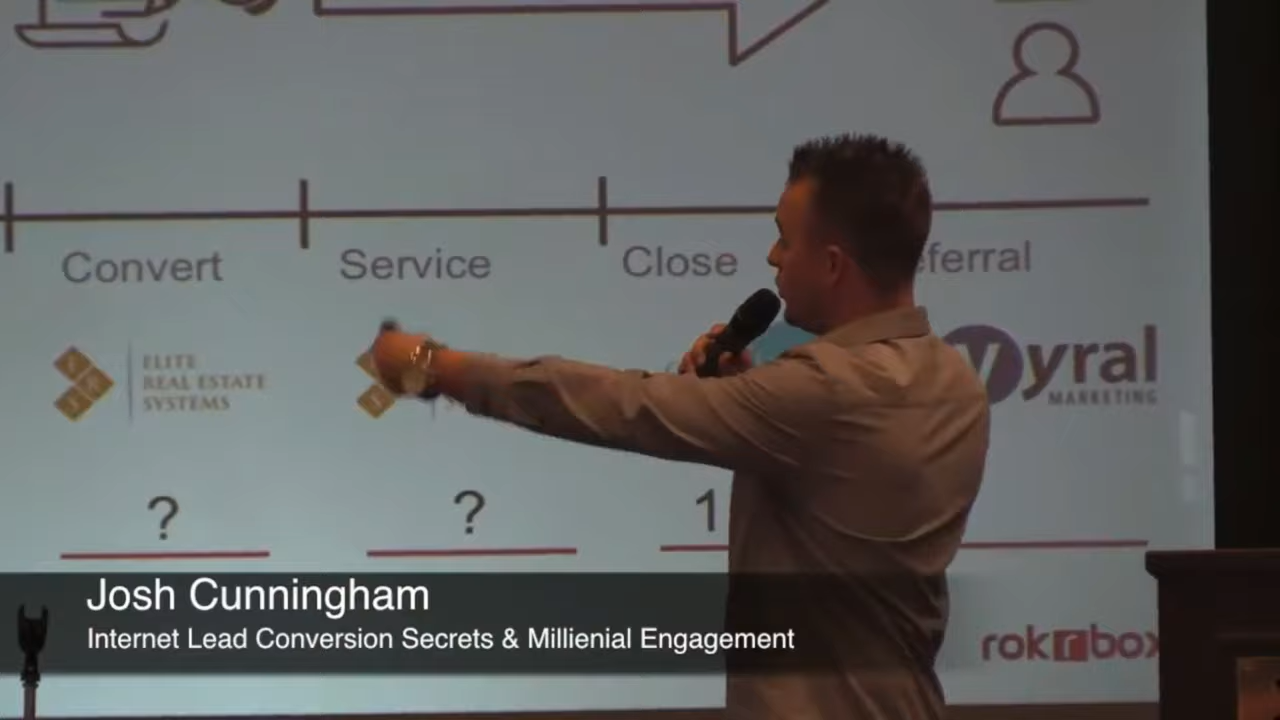 Convert Service Close ferral
ELITE
REAL ESTATE
SYSTEMS
yral
MARKETING
? ? 1
Josh Cunningham
Internet Lead Conversion Secrets & Millienial Engagement
rokrbox